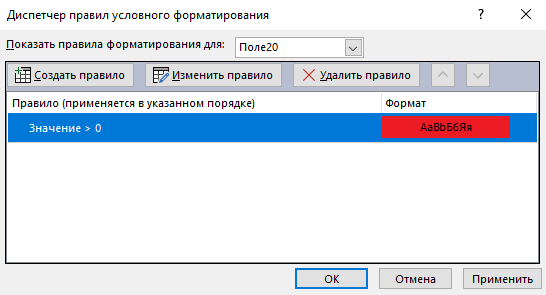 Диспетчер правил условного форматирования ? ×
Показать правила форматирования для: Поле20
Создать правило Изменить правило Удалить правило
Правило (применяется в указанном порядке) Формат
Значение > 0 АаВbБбЯя
ОК Отмена Применить